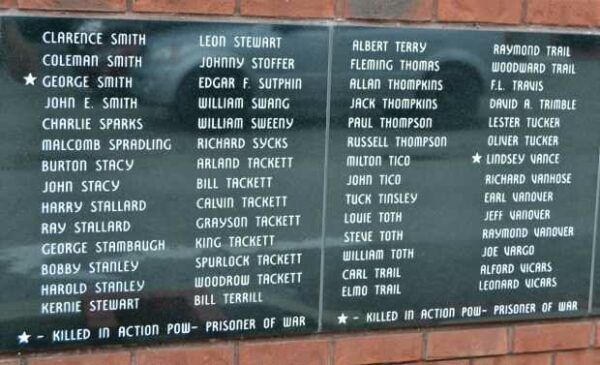 CLARENCE SMITH
COLEMAN SMITH
★ GEORGE SMITH
JOHN E. SMITH
CHARLIE SPARKS
MALCOMB SPRADLING
BURTON STACY
JOHN STACY
HARRY STALLARD
RAY STALLARD
GEORGE STAMBAUGH
BOBBY STANLEY
HAROLD STANLEY
KERNIE STEWART
LEON STEWART
JOHNNY STOFFER
EDGAR F. SUTPHIN
WILLIAM SWANG
WILLIAM SWEENY
RICHARD SYCKS
ARLAND TACKETT
BILL TACKETT
CALVIN TACKETT
GRAYSON TACKETT
KING TACKETT
SPURLOCK TACKETT
WOODROW TACKETT
BILL TERRILL
★ - KILLED IN ACTION POW- PRISONER OF WAR
ALBERT TERRY
FLEMING THOMAS
ALLAN THOMPKINS
JACK THOMPKINS
PAUL THOMPSON
RUSSELL THOMPSON
MILTON TICO
JOHN TICO
TUCK TINSLEY
LOUIE TOTH
STEVE TOTH
WILLIAM TOTH
CARL TRAIL
ELMO TRAIL
RAYMOND TRAIL
WOODWARD TRAIL
F.L. TRAVIS
DAVID A. TRIMBLE
LESTER TUCKER
OLIVER TUCKER
★ LINDSEY VANCE
RICHARD VANHOSE
EARL VANOVER
JEFF VANOVER
RAYMOND VANOVER
JOE VARGO
ALFORD VICARS
LEONARD VICARS
★ - KILLED IN ACTION POW- PRISONER OF WAR